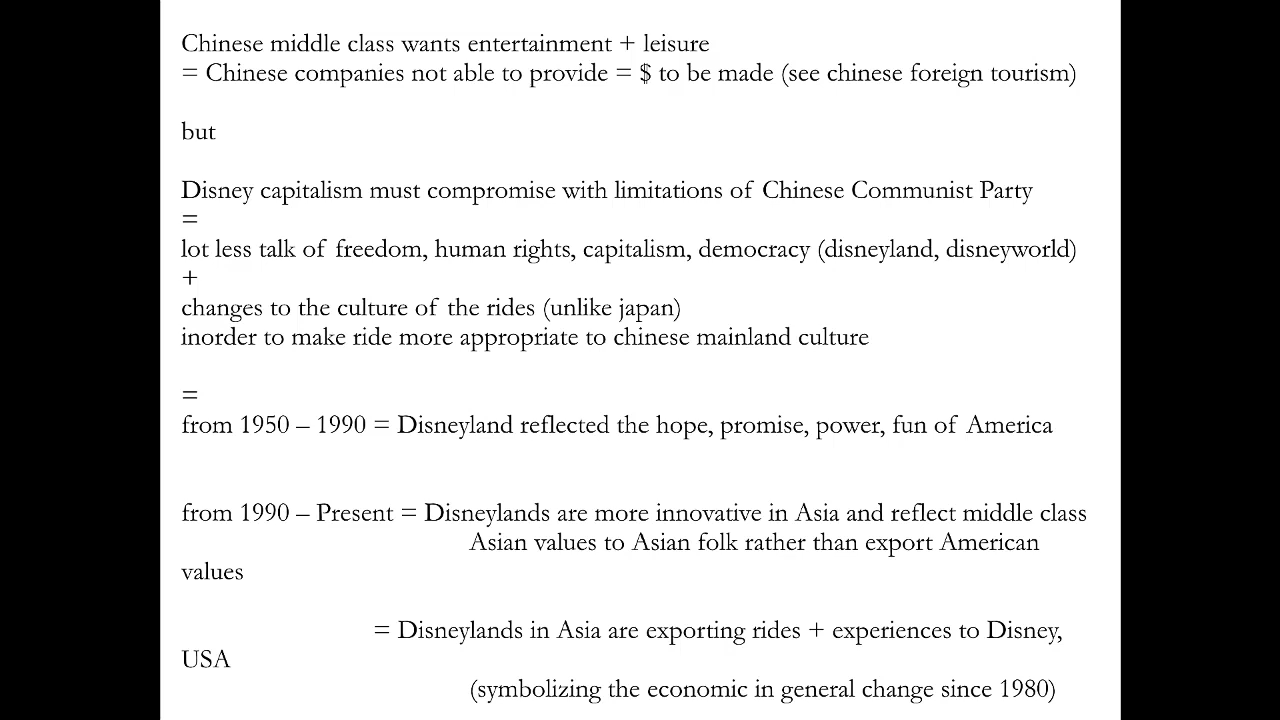 Chinese middle class wants entertainment + leisure
= Chinese companies not able to provide = $ to be made (see chinese foreign tourism)
but
Disney capitalism must compromise with limitations of Chinese Communist Party
=
lot less talk of freedom, human rights, capitalism, democracy (disneyland, disneyworld)
+
changes to the culture of the rides (unlike japan)
inorder to make ride more appropriate to chinese mainland culture
=
from 1950 – 1990 = Disneyland reflected the hope, promise, power, fun of America
from 1990 – Present = Disneylands are more innovative in Asia and reflect middle class
Asian values to Asian folk rather than export American
values
= Disneylands in Asia are exporting rides + experiences to Disney,
USA
(symbolizing the economic in general change since 1980)